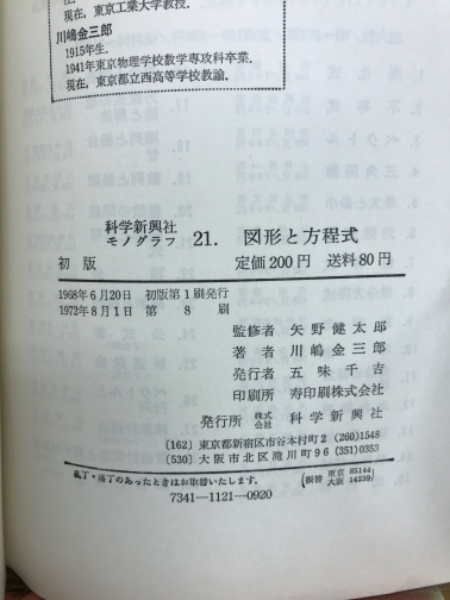 現在，東京工業大学教授．
川嶋金三郎
1915年生．
1941年東京物理学校数学専攻科卒業．
現在，東京都立西高等学校教諭．
科学新興社
モノグラフ 21． 図形と方程式
初版 定価200円 送料80円
1968年6月20日 初版第1刷発行
1972年8月1日 第8刷
監修者 矢野健太郎
著者 川嶋金三郎
発行者 五味千吉
印刷所 寿印刷株式会社
発行所 株式会社 科学新興社
(162) 東京都新宿区市谷本村町2 (260)1548
(530) 大阪市北区滝川町96 (351)0353
乱丁・落丁のあったときはお取替いたします．
(振替 東京 85144 大阪 14339)
7341—1121—0920